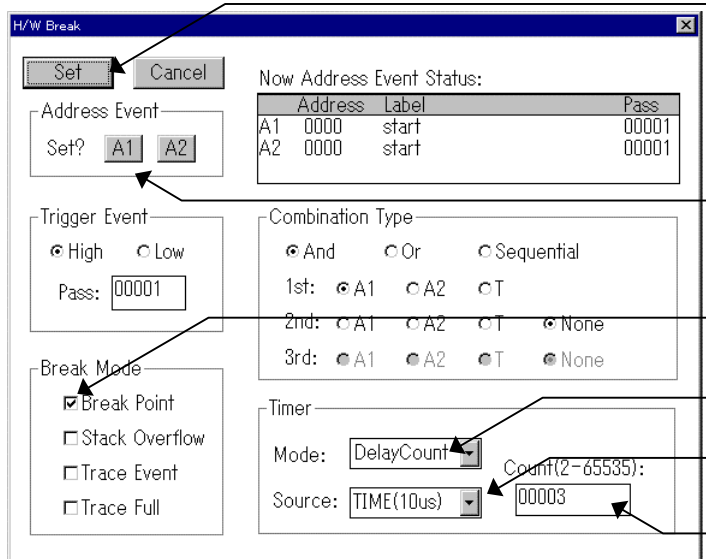 H/W Break
Set Cancel
Now Address Event Status:
Address Label Pass
A1 0000 start 00001
A2 0000 start 00001
Address Event
Set? A1 A2
Trigger Event
High Low
Pass: 00001
Combination Type
And Or Sequential
1st: A1 A2 T
2nd: A1 A2 T None
3rd: A1 A2 T None
Break Mode
Break Point
Stack Overflow
Trace Event
Trace Full
Timer
Mode: DelayCount
Count(2-65535):
Source: TIME(10us) 00003